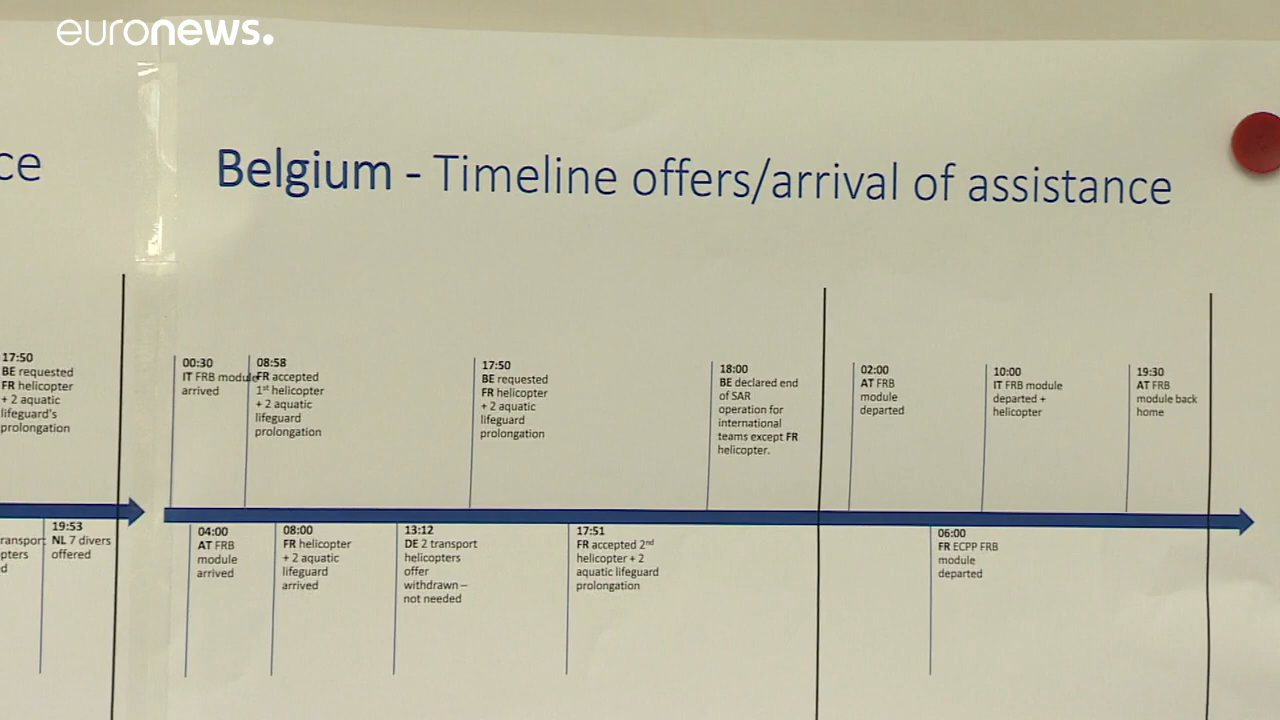 euronews.
ce
Belgium - Timeline offers/arrival of assistance
17:50
BE requested
FR helicopter
+ 2 aquatic
lifeguard's
prolongation
00:30
IT FRB module
arrived
08:58
FR accepted
1st helicopter
+ 2 aquatic
lifeguard
prolongation
17:50
BE requested
FR helicopter
+ 2 aquatic
lifeguard
prolongation
18:00
BE declared end
of SAR
operation for
international
teams except FR
helicopter.
02:00
AT FRB
module
departed
10:00
IT FRB module
departed +
helicopter
19:30
AT FRB
module back
home
ransport
pters
d
19:53
NL 7 divers
offered
04:00
AT FRB
module
arrived
08:00
FR helicopter
+ 2 aquatic
lifeguard
arrived
13:12
DE 2 transport
helicopters
offer
withdrawn –
not needed
17:51
FR accepted 2nd
helicopter + 2
aquatic lifeguard
prolongation
06:00
FR ECPP FRB
module
departed